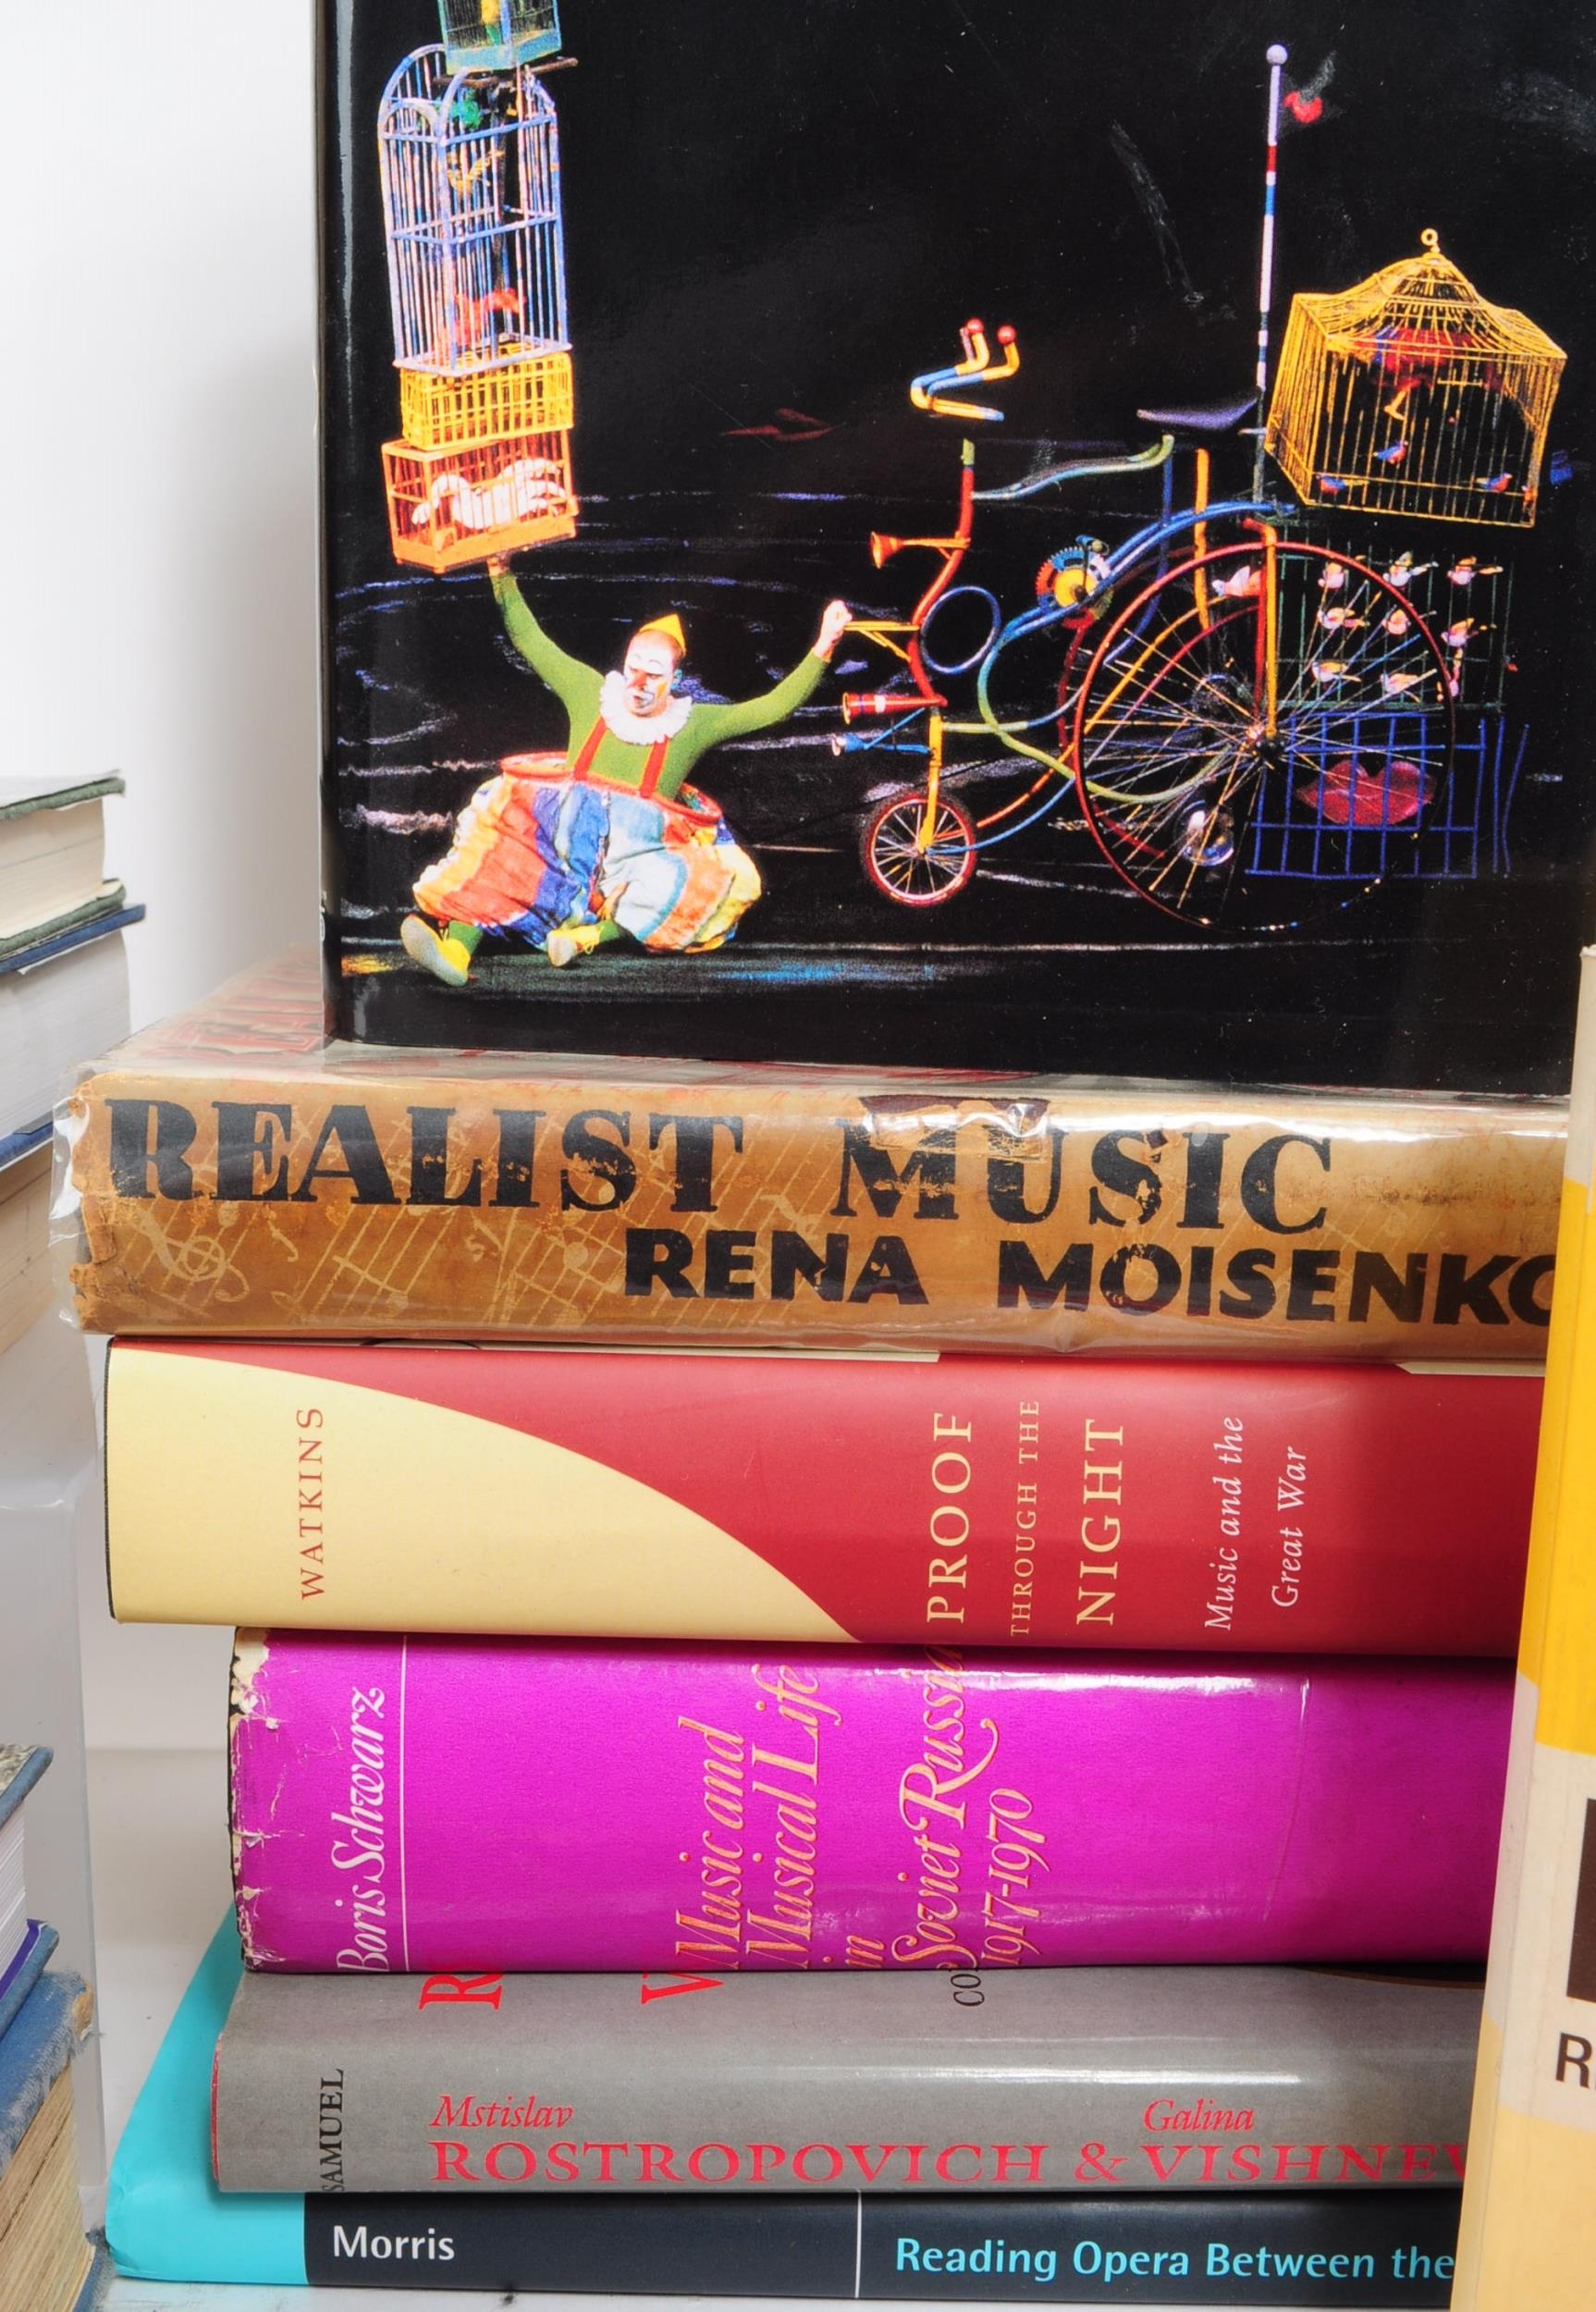 REALIST MUSIC
RENA MOISENKO
WATKINS
PROOF
THROUGH THE
NIGHT
Music and the
Great War
Boris Schwarz
Music and
Musical Life
in
Soviet Russia
1917-1970
SAMUEL
Mstislav
Galina
ROSTROPOVICH & VISHNEV
Morris
Reading Opera Between the
R